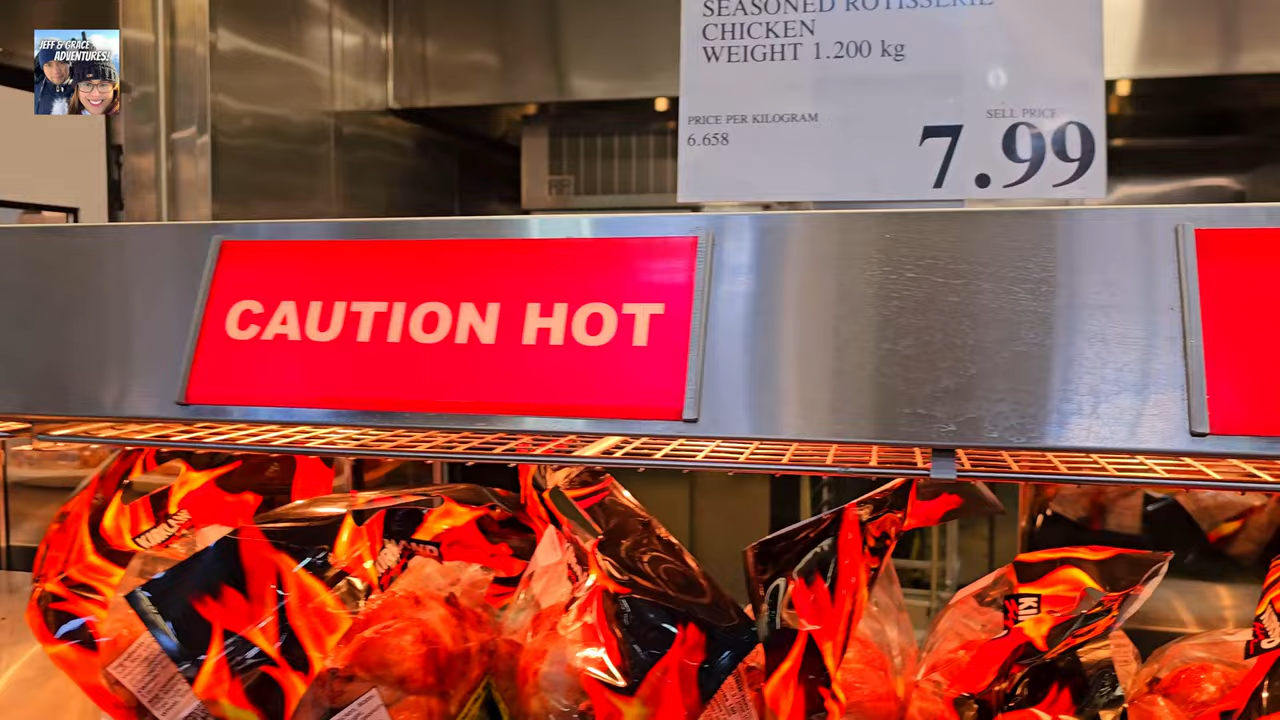 JEFF & GRACE
ADVENTURES!
SEASONED ROTISSERIE
CHICKEN
WEIGHT 1.200 kg
PRICE PER KILOGRAM
6.658
SELL PRICE
7.99
CAUTION HOT